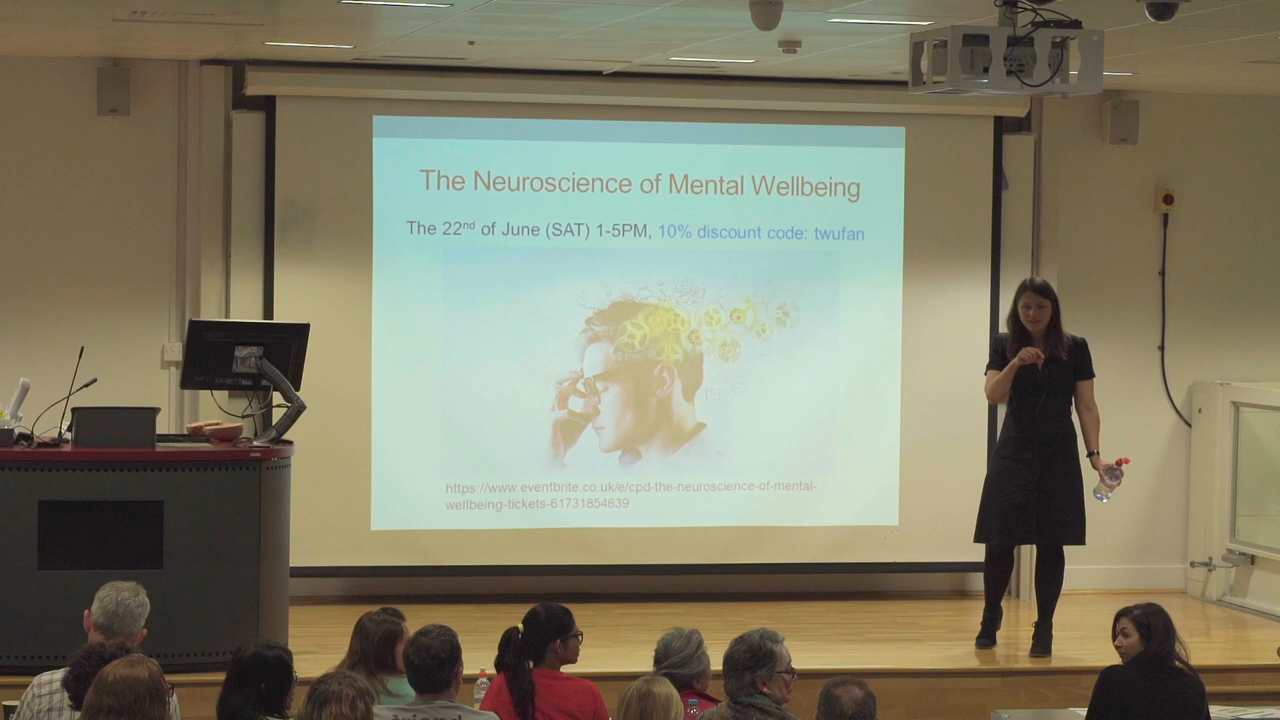 The Neuroscience of Mental Wellbeing
The 22nd of June (SAT) 1-5PM, 10% discount code: twufan
https://www.eventbrite.co.uk/e/cpd-the-neuroscience-of-mental-
wellbeing-tickets-61731854639